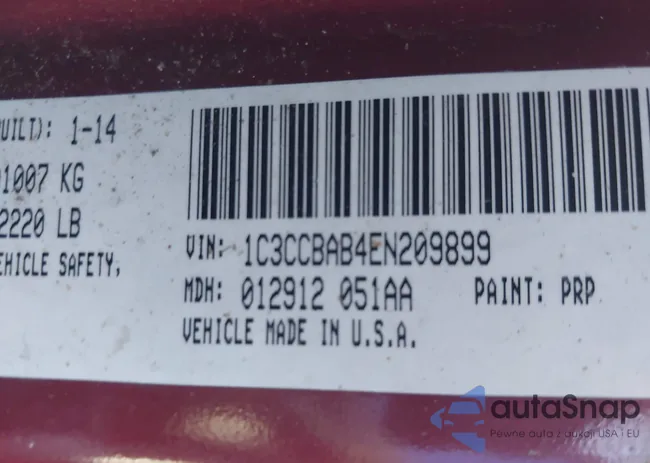 UILT): 1-14
1007 KG
2220 LB
EHICLE SAFETY,
VIN: 1C3CCBAB4EN209899
MDH: 012912 051AA PAINT: PRP
VEHICLE MADE IN U.S.A.
autaSnap
Pewne auta z aukcji USA i EU